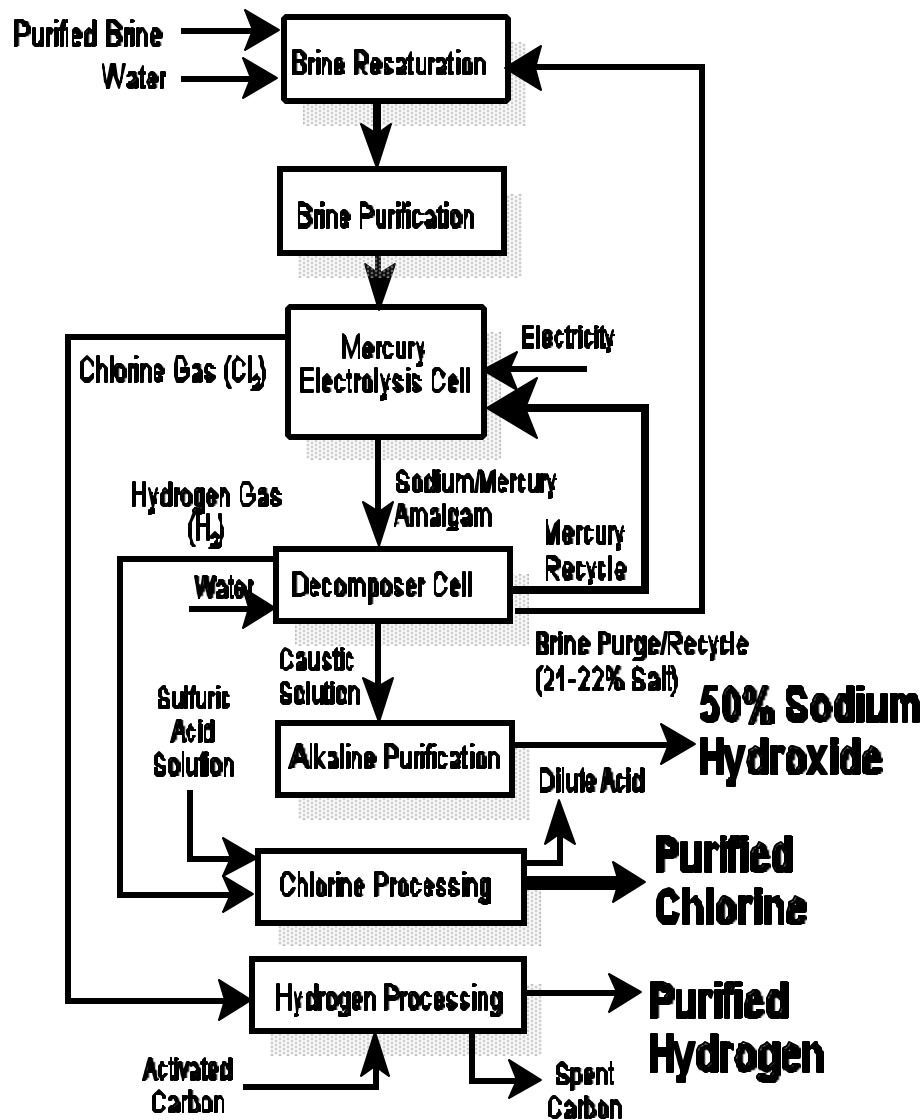 Purified Brine
Water
Brine Resaturation
Brine Purification
Mercury
Electrolysis Cell
Electricity
Chlorine Gas (Cl₂)
Sodium/Mercury
Amalgam
Hydrogen Gas
(H₂)
Mercury
Recycle
Water
Decomposer Cell
Brine Purge/Recycle
(21-22% Salt)
Caustic
Solution
Sulfuric
Acid
Solution
50% Sodium
Hydroxide
Alkaline Purification
Dilute Acid
Chlorine Processing
Purified
Chlorine
Hydrogen Processing
Purified
Hydrogen
Activated
Carbon
Spent
Carbon